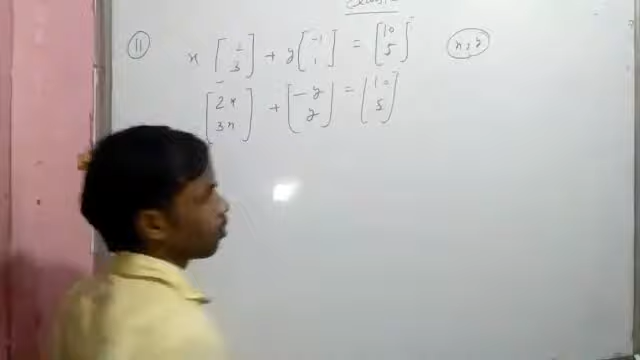 11 x [2 3] + y [-1 1] = [10 5] x, y
[2x 3x] + [-y y] = [10 5]